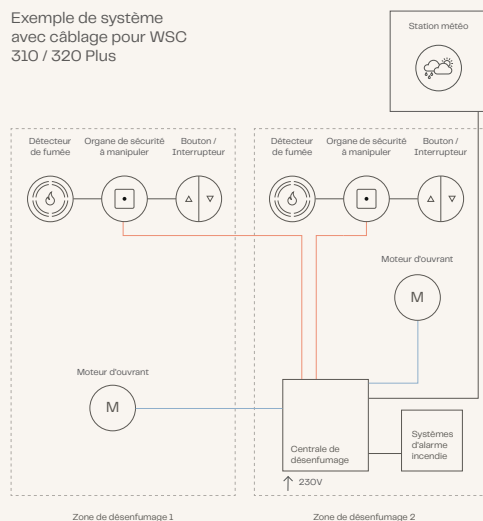 Exemple de système
avec câblage pour WSC
310 / 320 Plus
Station météo
Détecteur
de fumée
Organe de sécurité
à manipuler
Bouton /
Interrupteur
Détecteur
de fumée
Organe de sécurité
à manipuler
Bouton /
Interrupteur
Moteur d'ouvrant
M
Moteur d'ouvrant
M
Centrale de
désenfumage
Systèmes
d'alarme
incendie
230V
Zone de désenfumage 1
Zone de désenfumage 2